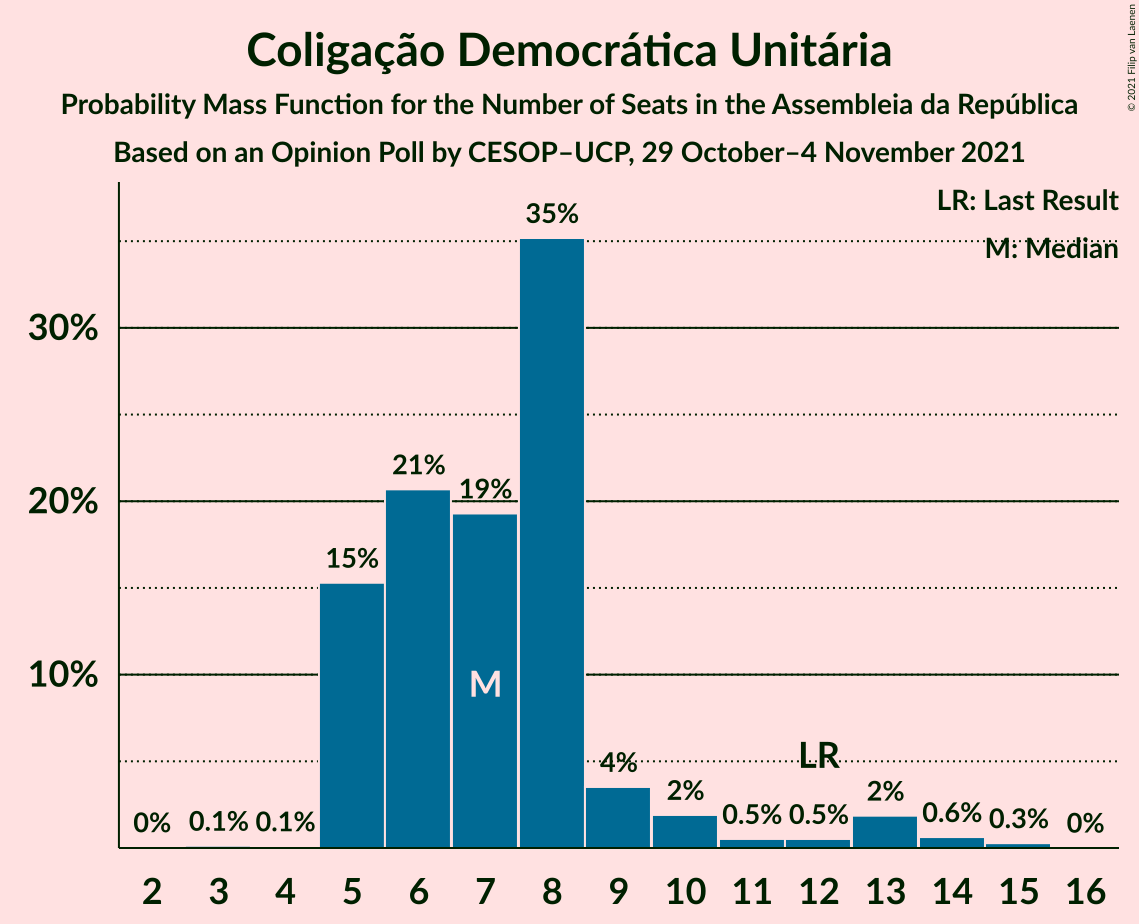 Coligação Democrática Unitária
Probability Mass Function for the Number of Seats in the Assembleia da República
Based on an Opinion Poll by CESOP–UCP, 29 October–4 November 2021
© 2021 Filip van Laenen
LR: Last Result
M: Median
30%
20%
10%
0%
0.1%
0.1%
15%
21%
19%
35%
4%
2%
0.5%
0.5%
2%
0.6%
0.3%
0%
M
LR
2 3 4 5 6 7 8 9 10 11 12 13 14 15 16